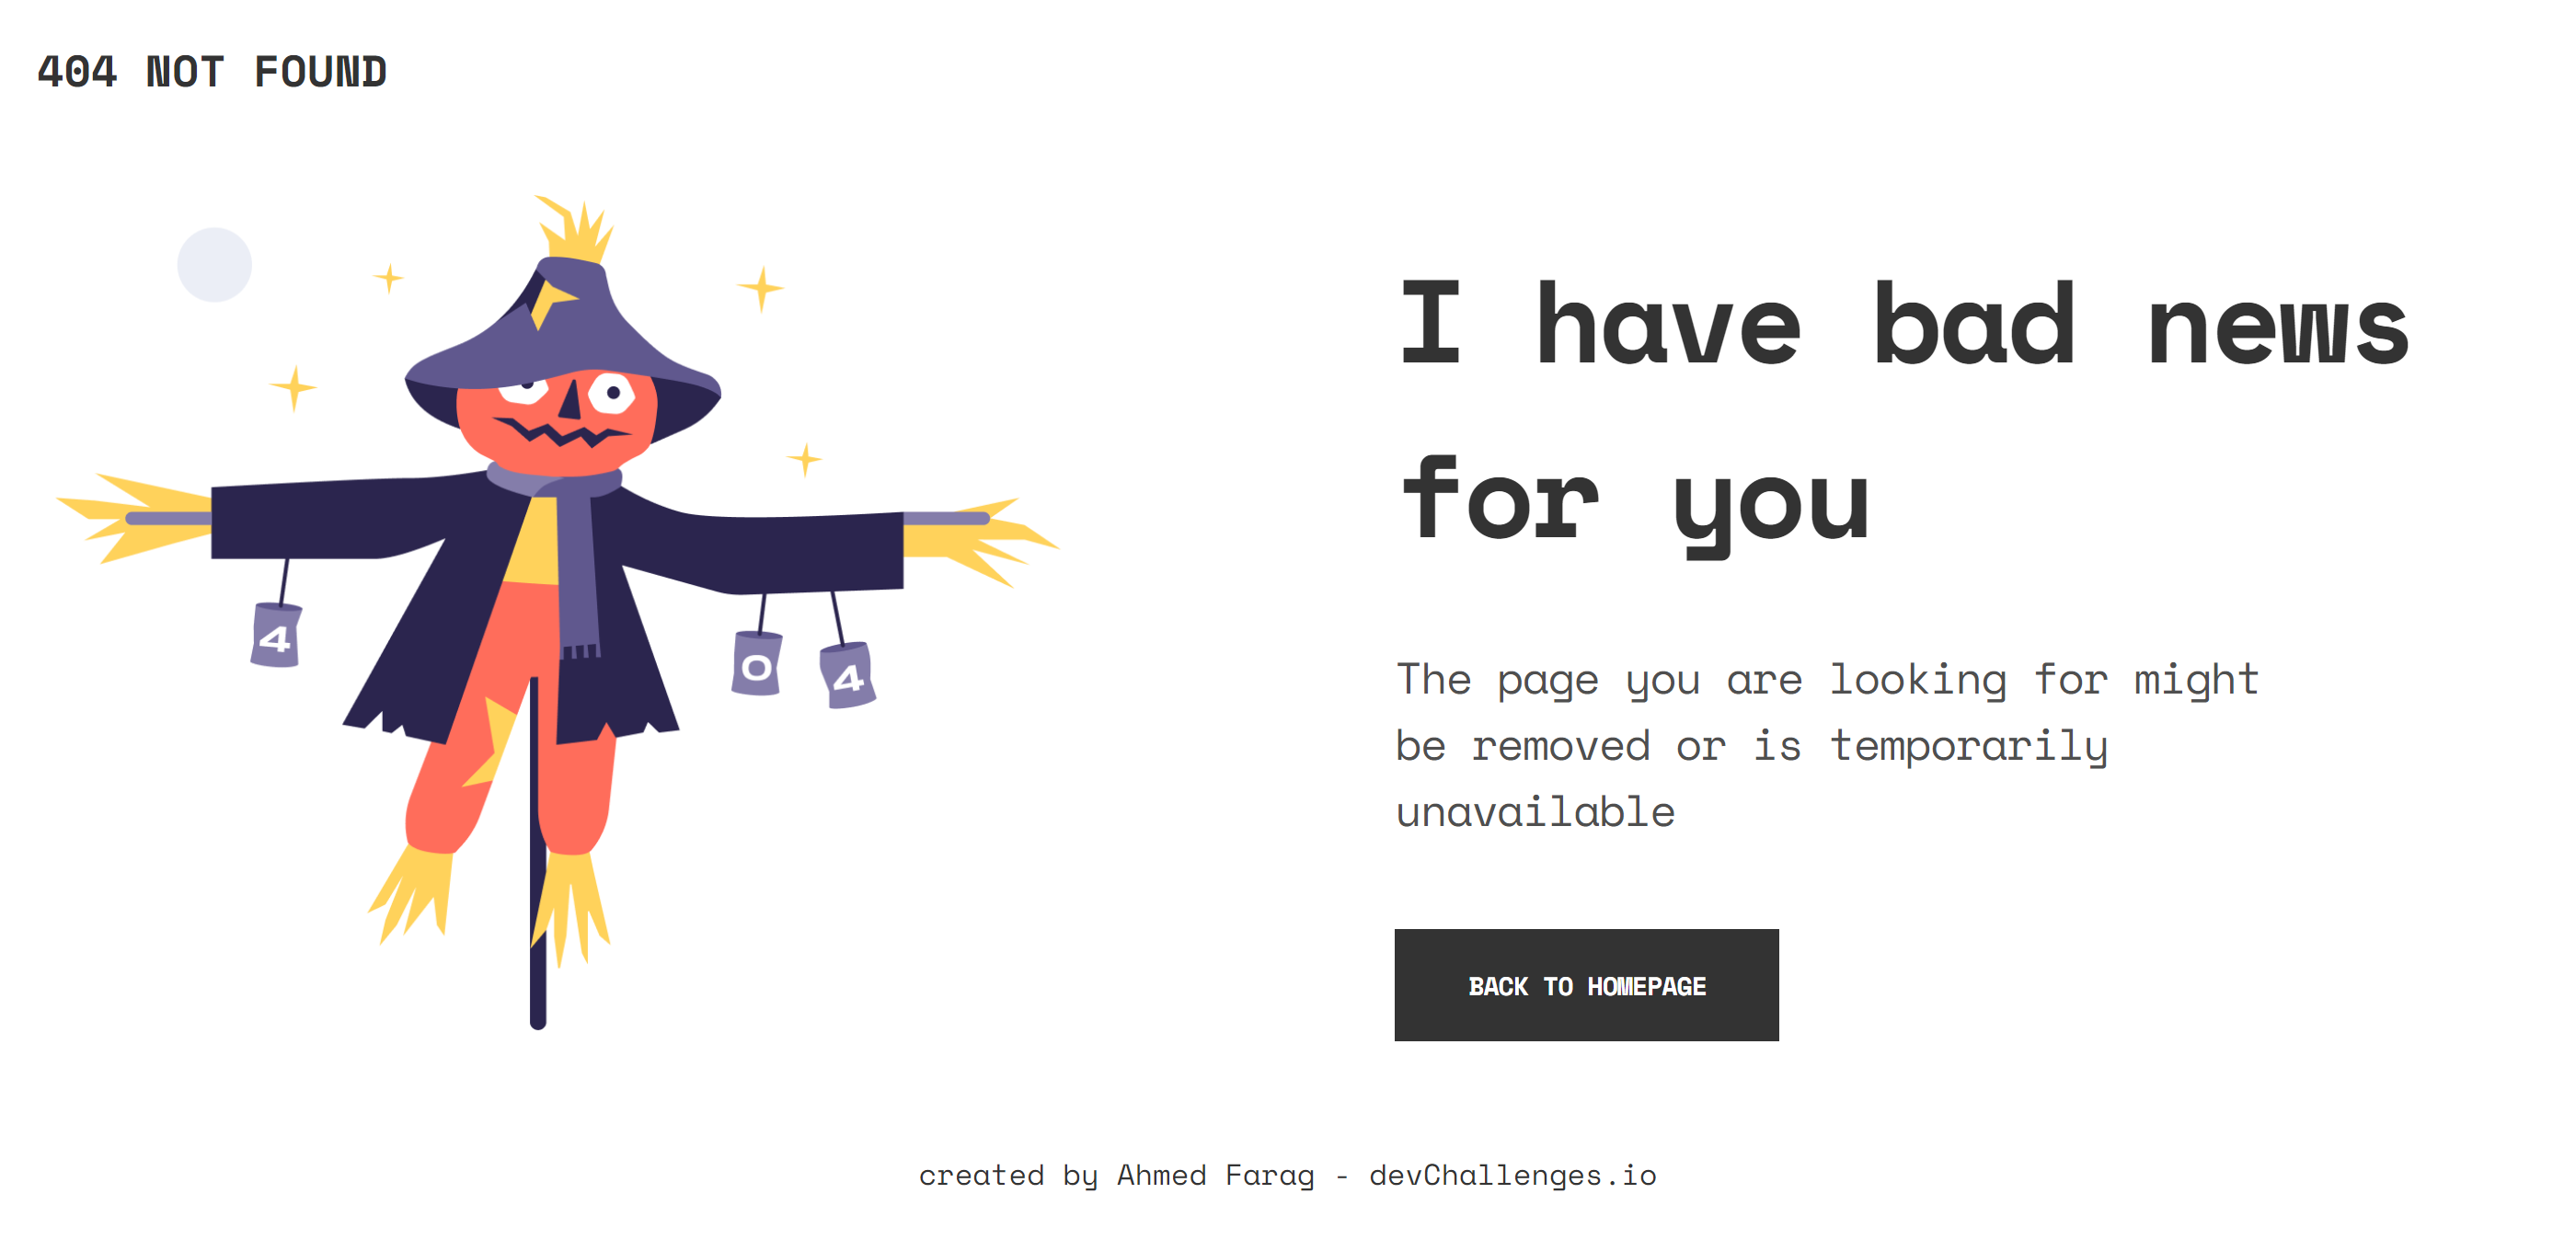 404 NOT FOUND
I have bad news
for you
The page you are looking for might
be removed or is temporarily
unavailable
BACK TO HOMEPAGE
4
0
4
created by Ahmed Farag - devChallenges.io